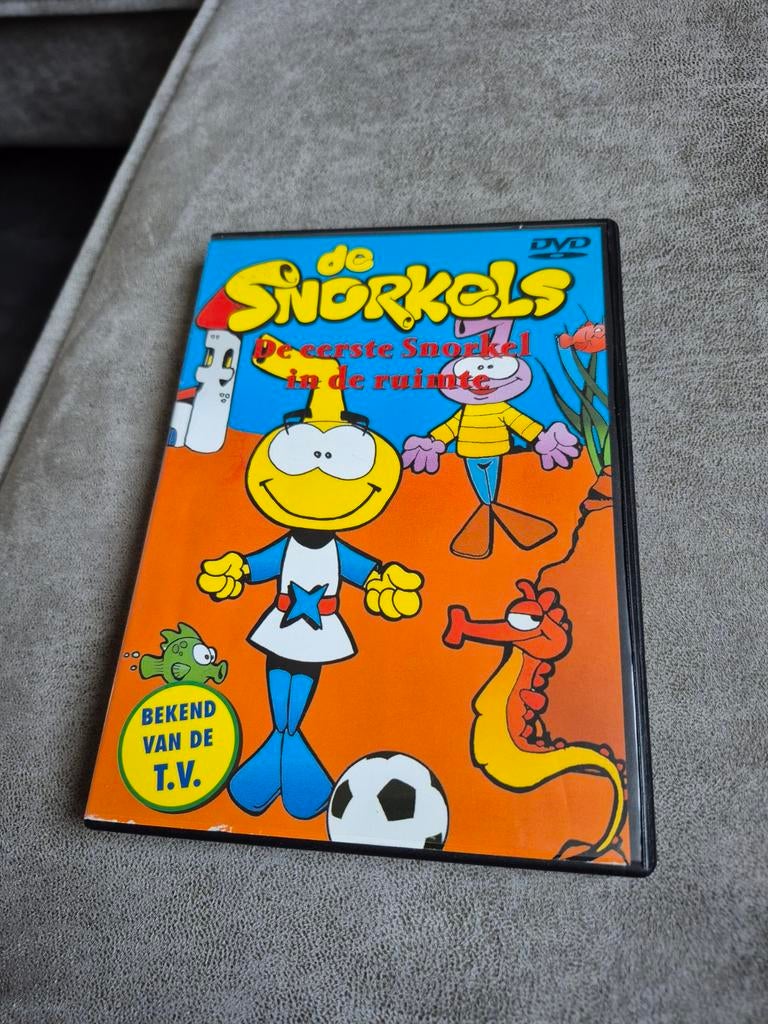 de
DVD
SNORKELS
De eerste Snorkel
in de ruimte
BEKEND
VAN DE
T.V.